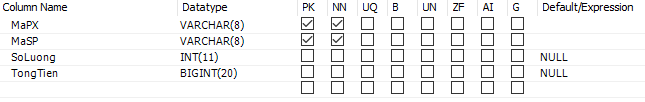 Column Name Datatype PK NN UQ B UN ZF AI G Default/Expression
MaPX VARCHAR(8)
MaSP VARCHAR(8)
SoLuong INT(11) NULL
TongTien BIGINT(20) NULL